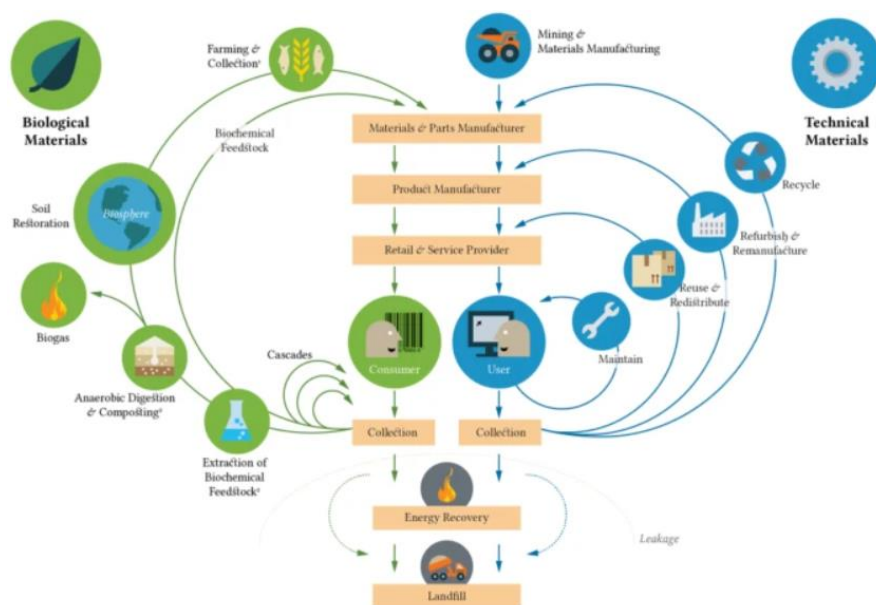 Farming &
Collection¹
Mining &
Materials Manufacturing
Biological
Materials
Technical
Materials
Biochemical
Feedstock
Materials & Parts Manufacturer
Recycle
Product Manufacturer
Soil
Restoration
Biosphere
Refurbish &
Remanufacture
Retail & Service Provider
Reuse &
Redistribute
Biogas
Cascades
Consumer
User
Maintain
Anaerobic Digestion
& Composting²
Collection
Collection
Extraction of
Biochemical
Feedstock²
Energy Recovery
Leakage
Landfill